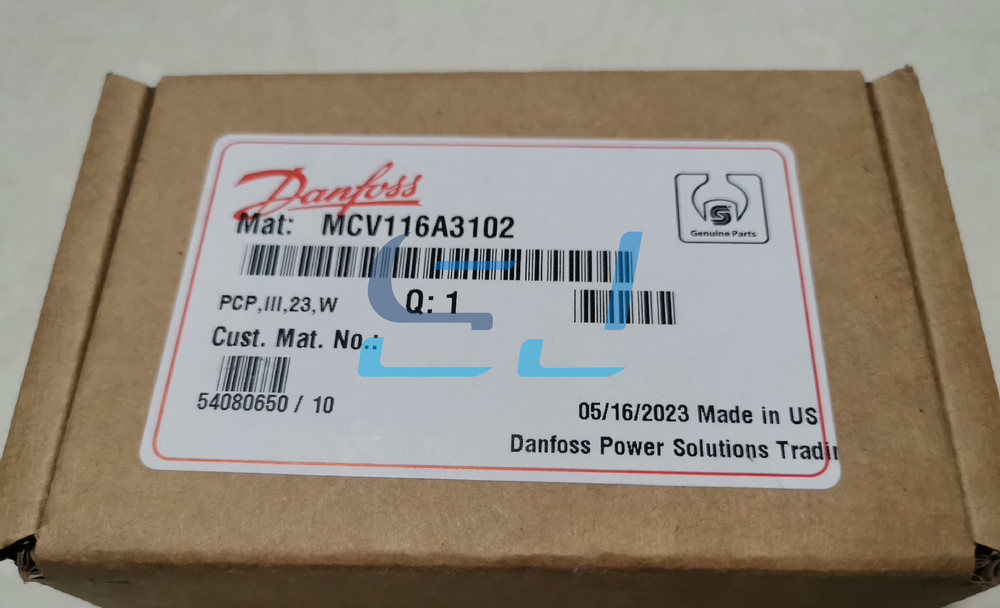 Danfoss
Mat: MCV116A3102
Genuine Parts
PCP,III,23,W Q: 1
Cust. Mat. No.:
54080650 / 10
05/16/2023 Made in US
Danfoss Power Solutions Tradin